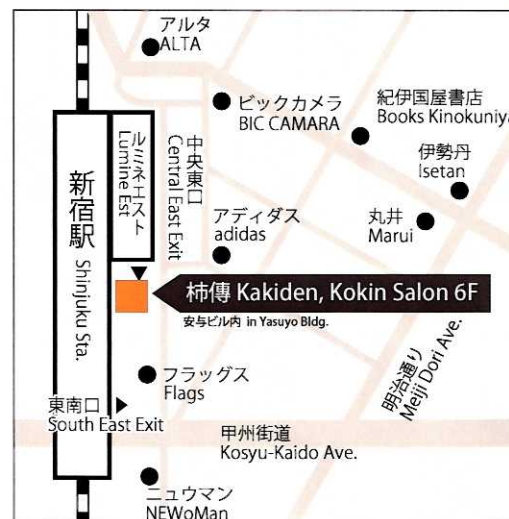 アルタ
ALTA
ビックカメラ
BIC CAMARA
紀伊国屋書店
Books Kinokuniya
伊勢丹
Isetan
丸井
Marui
中央東口
Central East Exit
ルミネエスト
Lumine Est
新宿駅
Shinjuku Sta.
アディダス
adidas
柿傳 Kakiden, Kokin Salon 6F
安与ビル内 in Yasuyo Bldg.
フラッグス
Flags
明治通り
Meiji Dori Ave.
東南口
South East Exit
甲州街道
Kosyu-Kaido Ave.
ニュウマン
NEWoMan